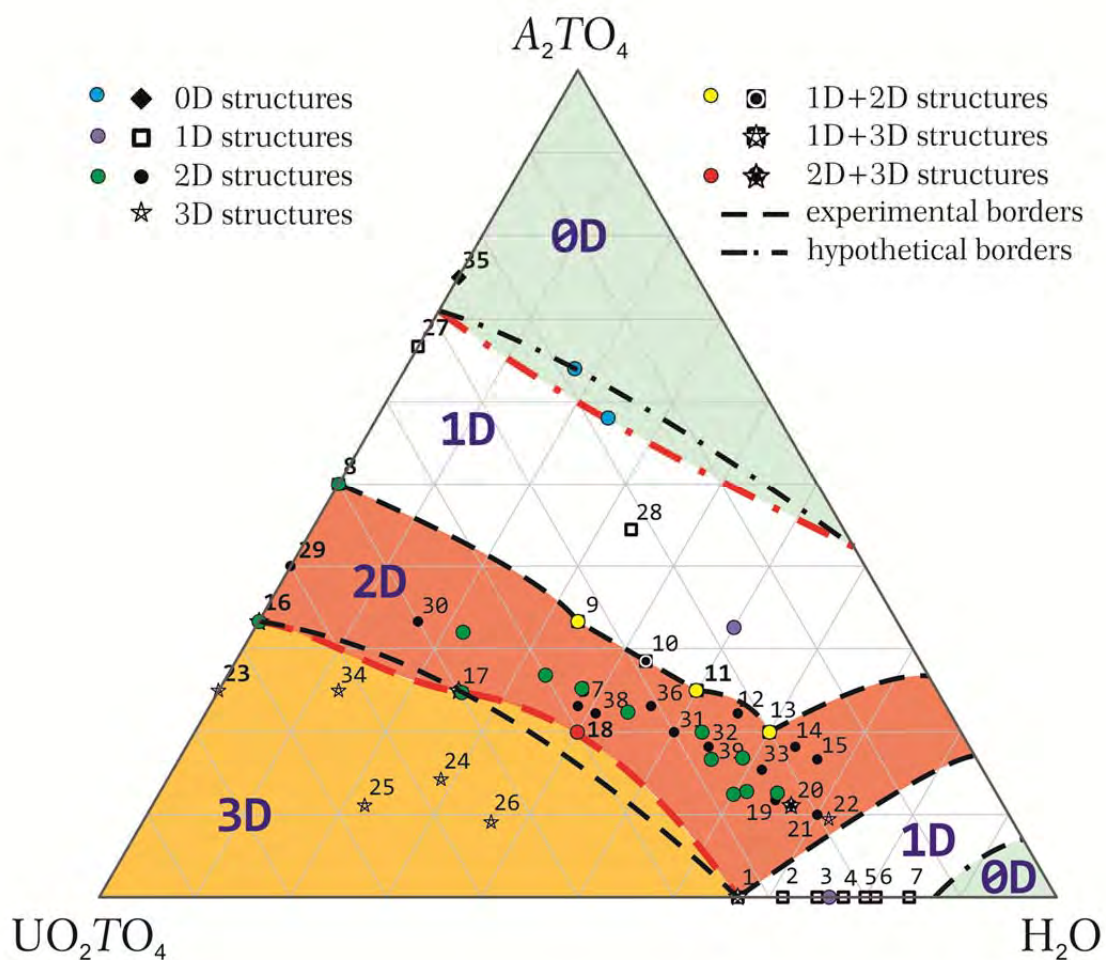 A₂TO₄
0D structures
1D structures
2D structures
3D structures
1D+2D structures
1D+3D structures
2D+3D structures
experimental borders
hypothetical borders
0D
35
27
1D
8
28
29
2D
16
30
9
10
23
34
17
11
7
38
36
12
13
18
31
32
14
39
33
15
24
25
26
19
20
21
22
3D
1D
0D
1
2
3
4
5
6
7
UO₂TO₄
H₂O